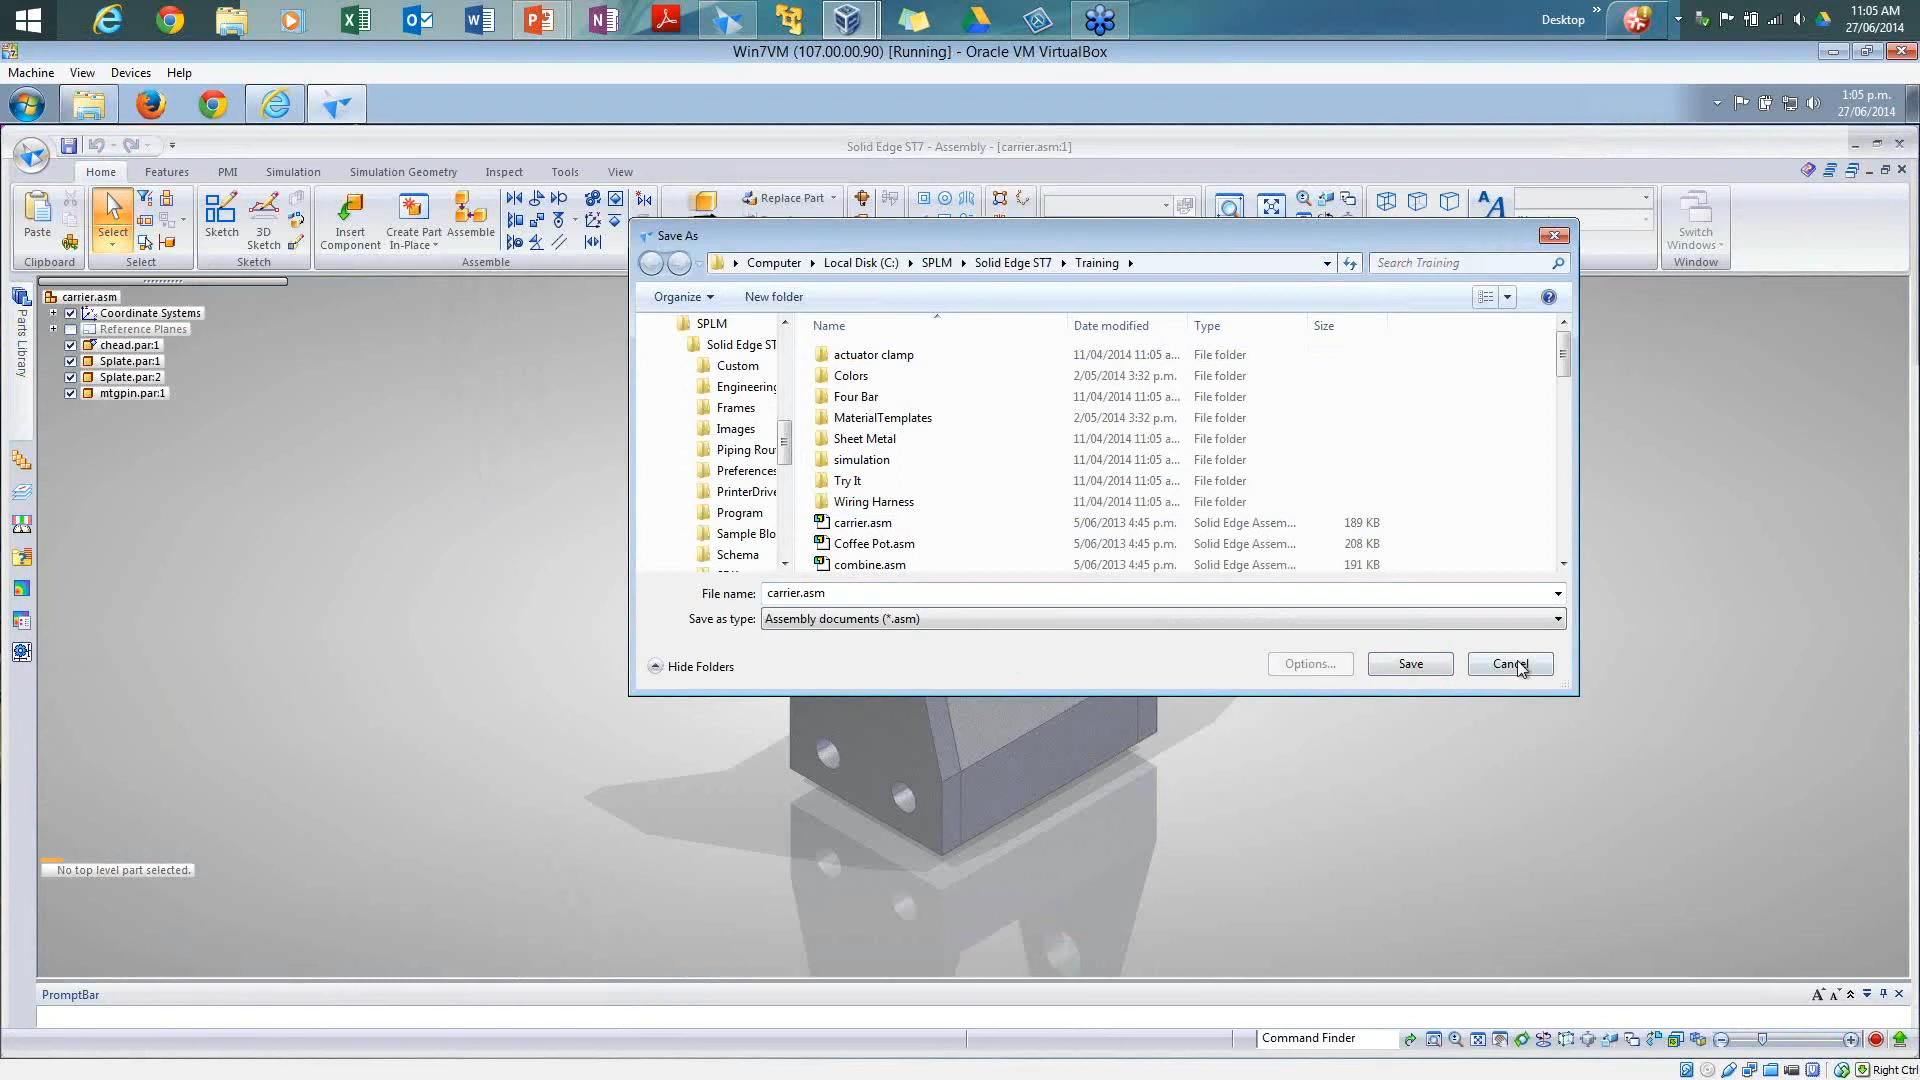 Desktop
11:05 AM
27/06/2014
Win7VM (107.00.00.90) [Running] - Oracle VM VirtualBox
Machine View Devices Help
1:05 p.m.
27/06/2014
Solid Edge ST7 - Assembly - [carrier.asm:1]
Home Features PMI Simulation Simulation Geometry Inspect Tools View
Paste
Clipboard
Select
Select
Sketch
3D Sketch
Sketch
Insert Component
Create Part In-Place
Assemble
Assemble
Replace Part
Switch Windows
Window
Parts Library
carrier.asm
Coordinate Systems
Reference Planes
chead.par:1
Splate.par:1
Splate.par:2
mtgpin.par:1
No top level part selected.
Save As
Computer Local Disk (C:) SPLM Solid Edge ST7 Training
Search Training
Organize New folder
SPLM
Solid Edge ST
Custom
Engineering
Frames
Images
Piping Rou
Preferences
PrinterDrive
Program
Sample Blo
Schema
Name Date modified Type Size
actuator clamp 11/04/2014 11:05 a... File folder
Colors 2/05/2014 3:32 p.m. File folder
Four Bar 11/04/2014 11:05 a... File folder
MaterialTemplates 2/05/2014 3:32 p.m. File folder
Sheet Metal 11/04/2014 11:05 a... File folder
simulation 11/04/2014 11:05 a... File folder
Try It 11/04/2014 11:05 a... File folder
Wiring Harness 11/04/2014 11:05 a... File folder
carrier.asm 5/06/2013 4:45 p.m. Solid Edge Assem... 189 KB
Coffee Pot.asm 5/06/2013 4:45 p.m. Solid Edge Assem... 208 KB
combine.asm 5/06/2013 4:45 p.m. Solid Edge Assem... 191 KB
File name: carrier.asm
Save as type: Assembly documents (*.asm)
Hide Folders
Options... Save Cancel
PromptBar
Command Finder
Right Ctrl